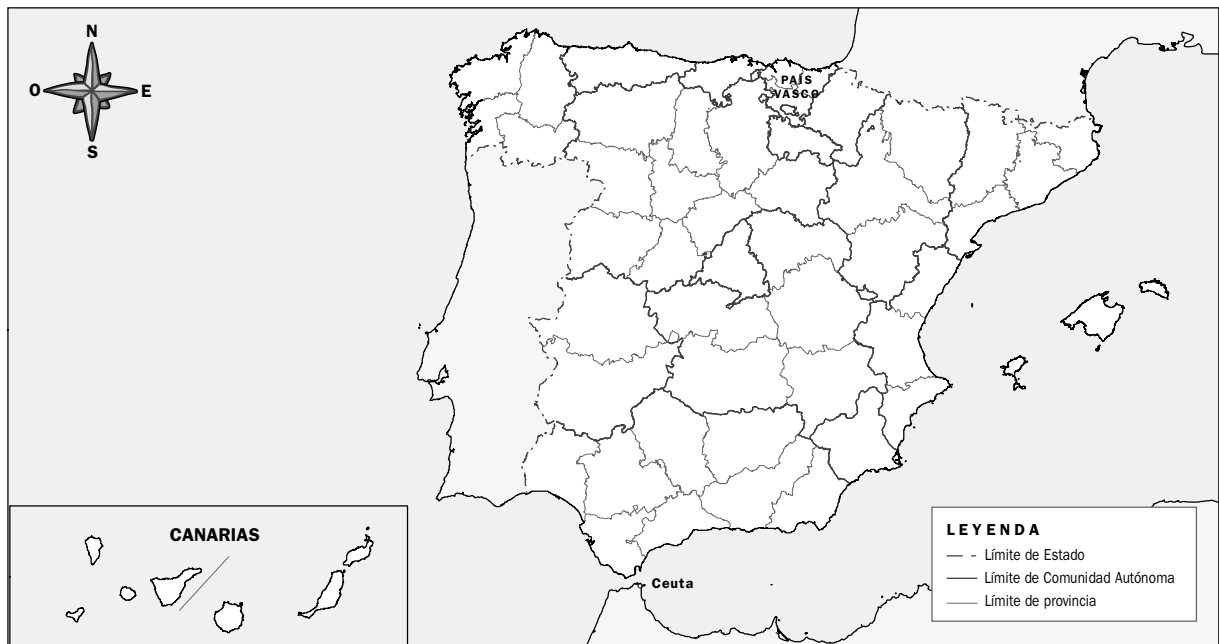 N
O
E
S
PAÍS
VASCO
CANARIAS
Ceuta
LEYENDA
Límite de Estado
Límite de Comunidad Autónoma
Límite de provincia